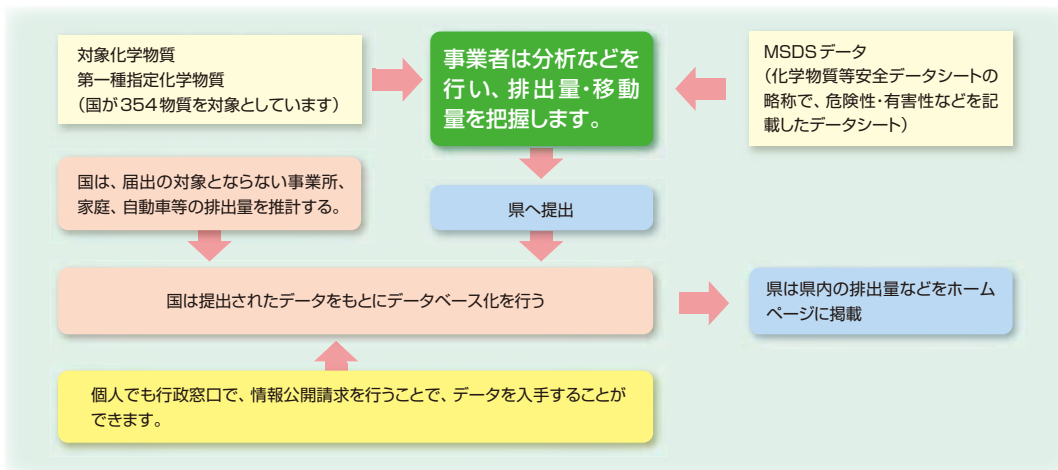 対象化学物質
第一種指定化学物質
（国が354物質を対象としています）
事業者は分析などを
行い、排出量・移動
量を把握します。
MSDSデータ
（化学物質等安全データシートの
略称で、危険性・有害性などを記
載したデータシート）
国は、届出の対象とならない事業所、
家庭、自動車等の排出量を推計する。
県へ提出
国は提出されたデータをもとにデータベース化を行う
県は県内の排出量などをホーム
ページに掲載
個人でも行政窓口で、情報公開請求を行うことで、データを入手することが
できます。